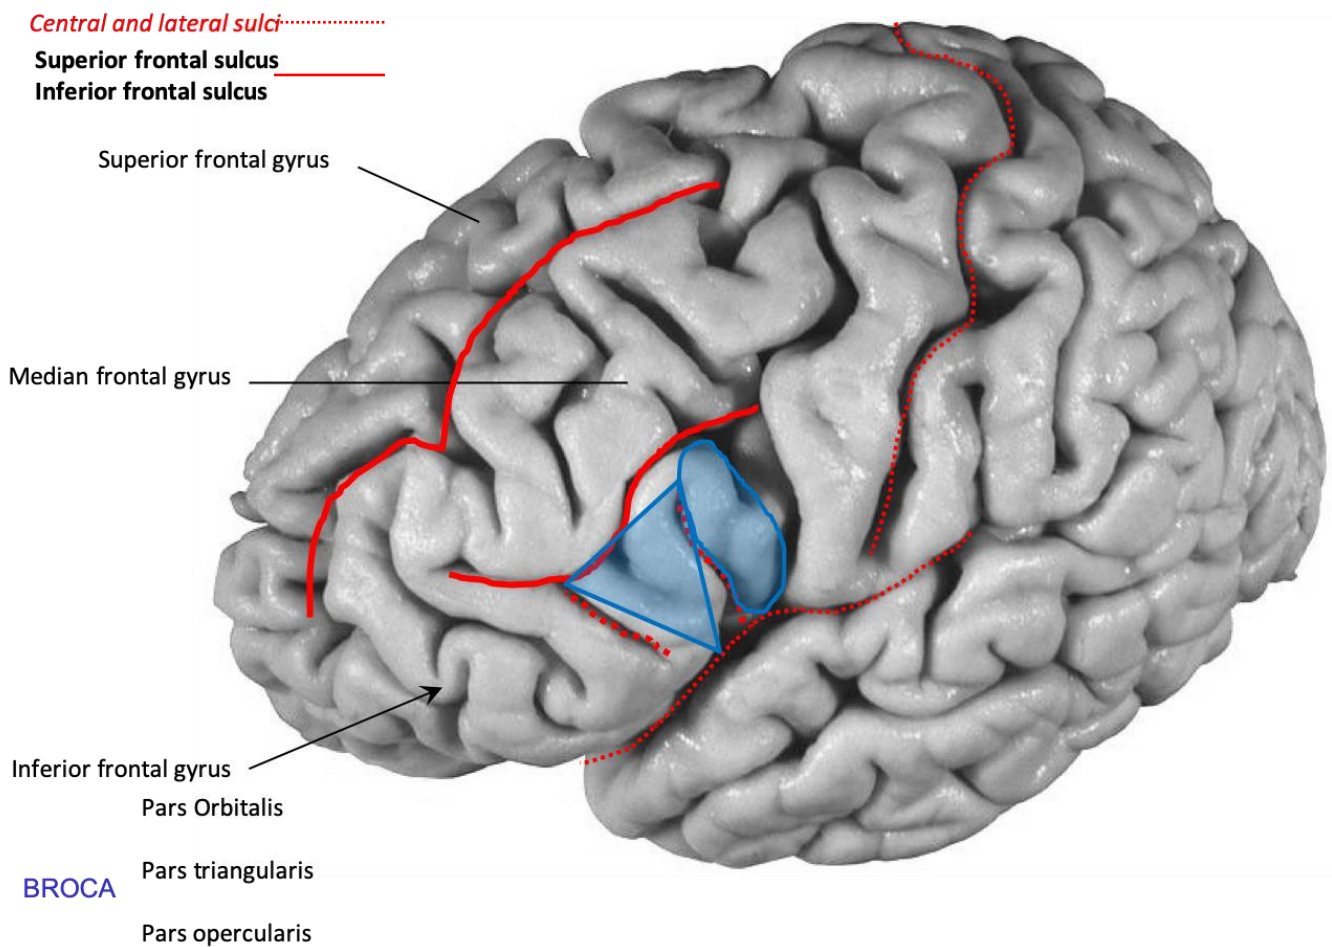 Central and lateral sulci
Superior frontal sulcus
Inferior frontal sulcus
Superior frontal gyrus
Median frontal gyrus
Inferior frontal gyrus
Pars Orbitalis
Pars triangularis
BROCA
Pars opercularis